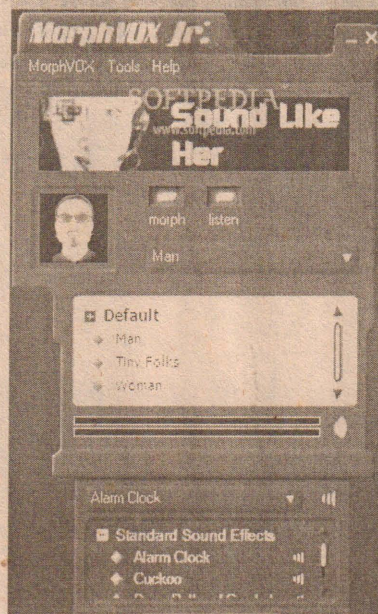 MorphVOX Jr.
MorphVOX Tools Help
SOFTPEDIA
www.softpedia.com
Sound Like
Her
morph listen
Man
Default
Man
Tiny Folks
Woman
Alarm Clock
Standard Sound Effects
Alarm Clock
Cuckoo